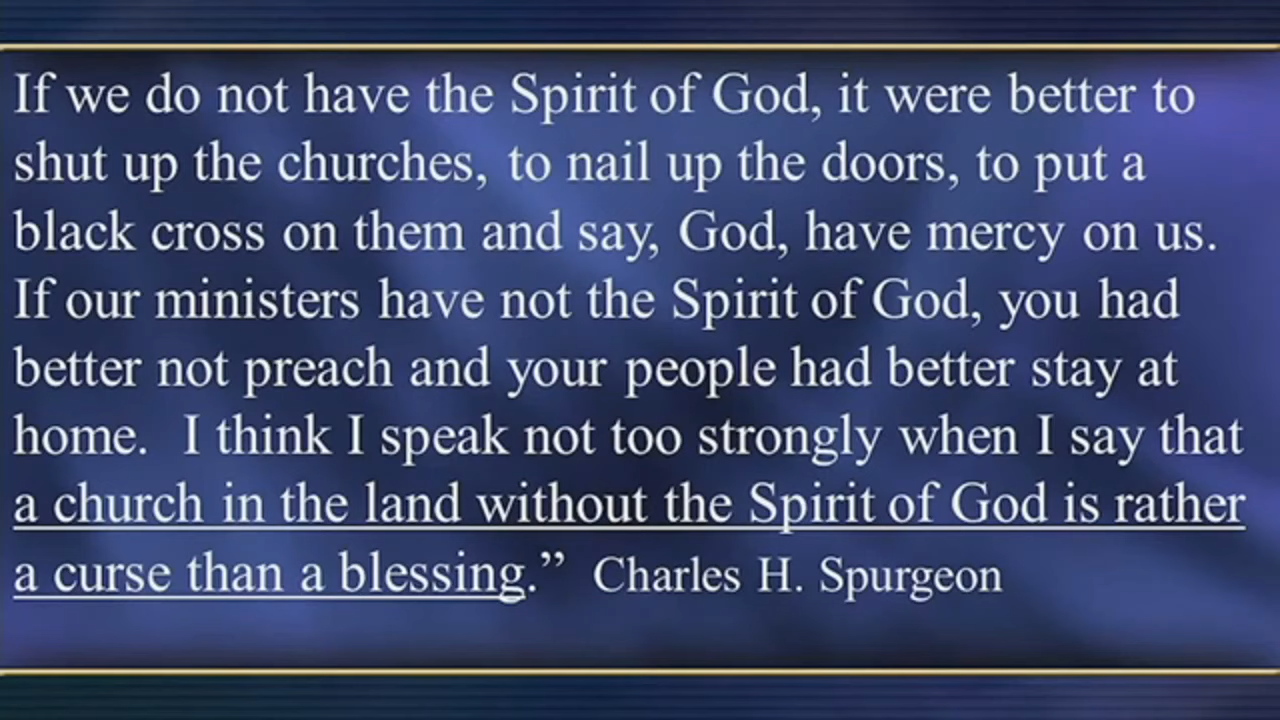 If we do not have the Spirit of God, it were better to
shut up the churches, to nail up the doors, to put a
black cross on them and say, God, have mercy on us.
If our ministers have not the Spirit of God, you had
better not preach and your people had better stay at
home. I think I speak not too strongly when I say that
a church in the land without the Spirit of God is rather
a curse than a blessing.” Charles H. Spurgeon